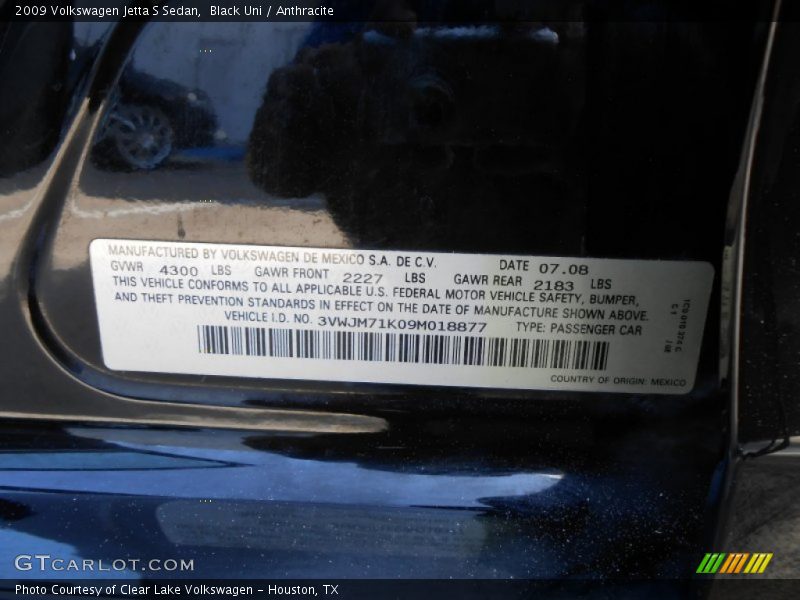 2009 Volkswagen Jetta S Sedan, Black Uni / Anthracite
MANUFACTURED BY VOLKSWAGEN DE MEXICO S.A. DE C.V. DATE 07.08
GVWR 4300 LBS GAWR FRONT 2227 LBS GAWR REAR 2183 LBS
THIS VEHICLE CONFORMS TO ALL APPLICABLE U.S. FEDERAL MOTOR VEHICLE SAFETY, BUMPER,
AND THEFT PREVENTION STANDARDS IN EFFECT ON THE DATE OF MANUFACTURE SHOWN ABOVE.
VEHICLE I.D. NO. 3VWJM71K09M018877 TYPE: PASSENGER CAR
COUNTRY OF ORIGIN: MEXICO
GTCARLOT.COM
Photo Courtesy of Clear Lake Volkswagen – Houston, TX